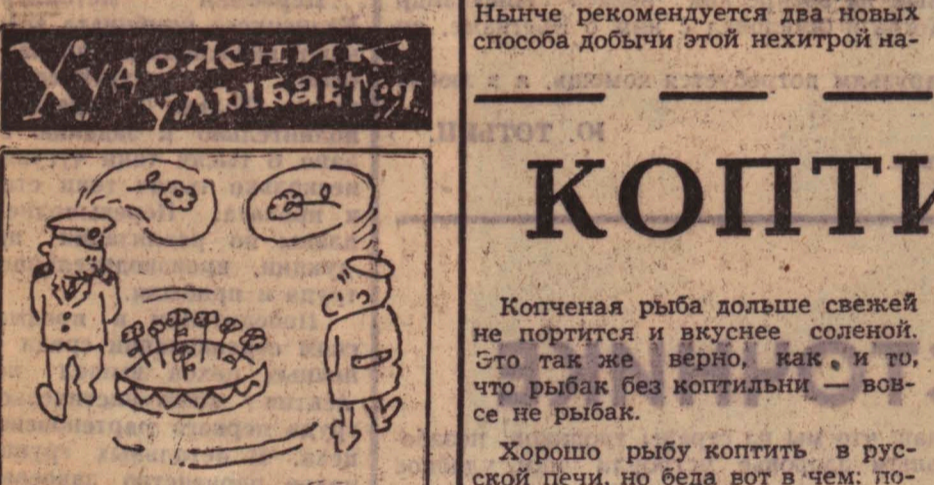 Художник
улыбается
Нынче рекомендуется два новых
способа добычи этой нехитрой на-
КОПТИ
Копченая рыба дольше свежей
не портится и вкуснее соленой.
Это так же верно, как и то,
что рыбак без коптильни — вов-
се не рыбак.
Хорошо рыбу коптить в рус-
ской печи, но беда вот в чем: по-